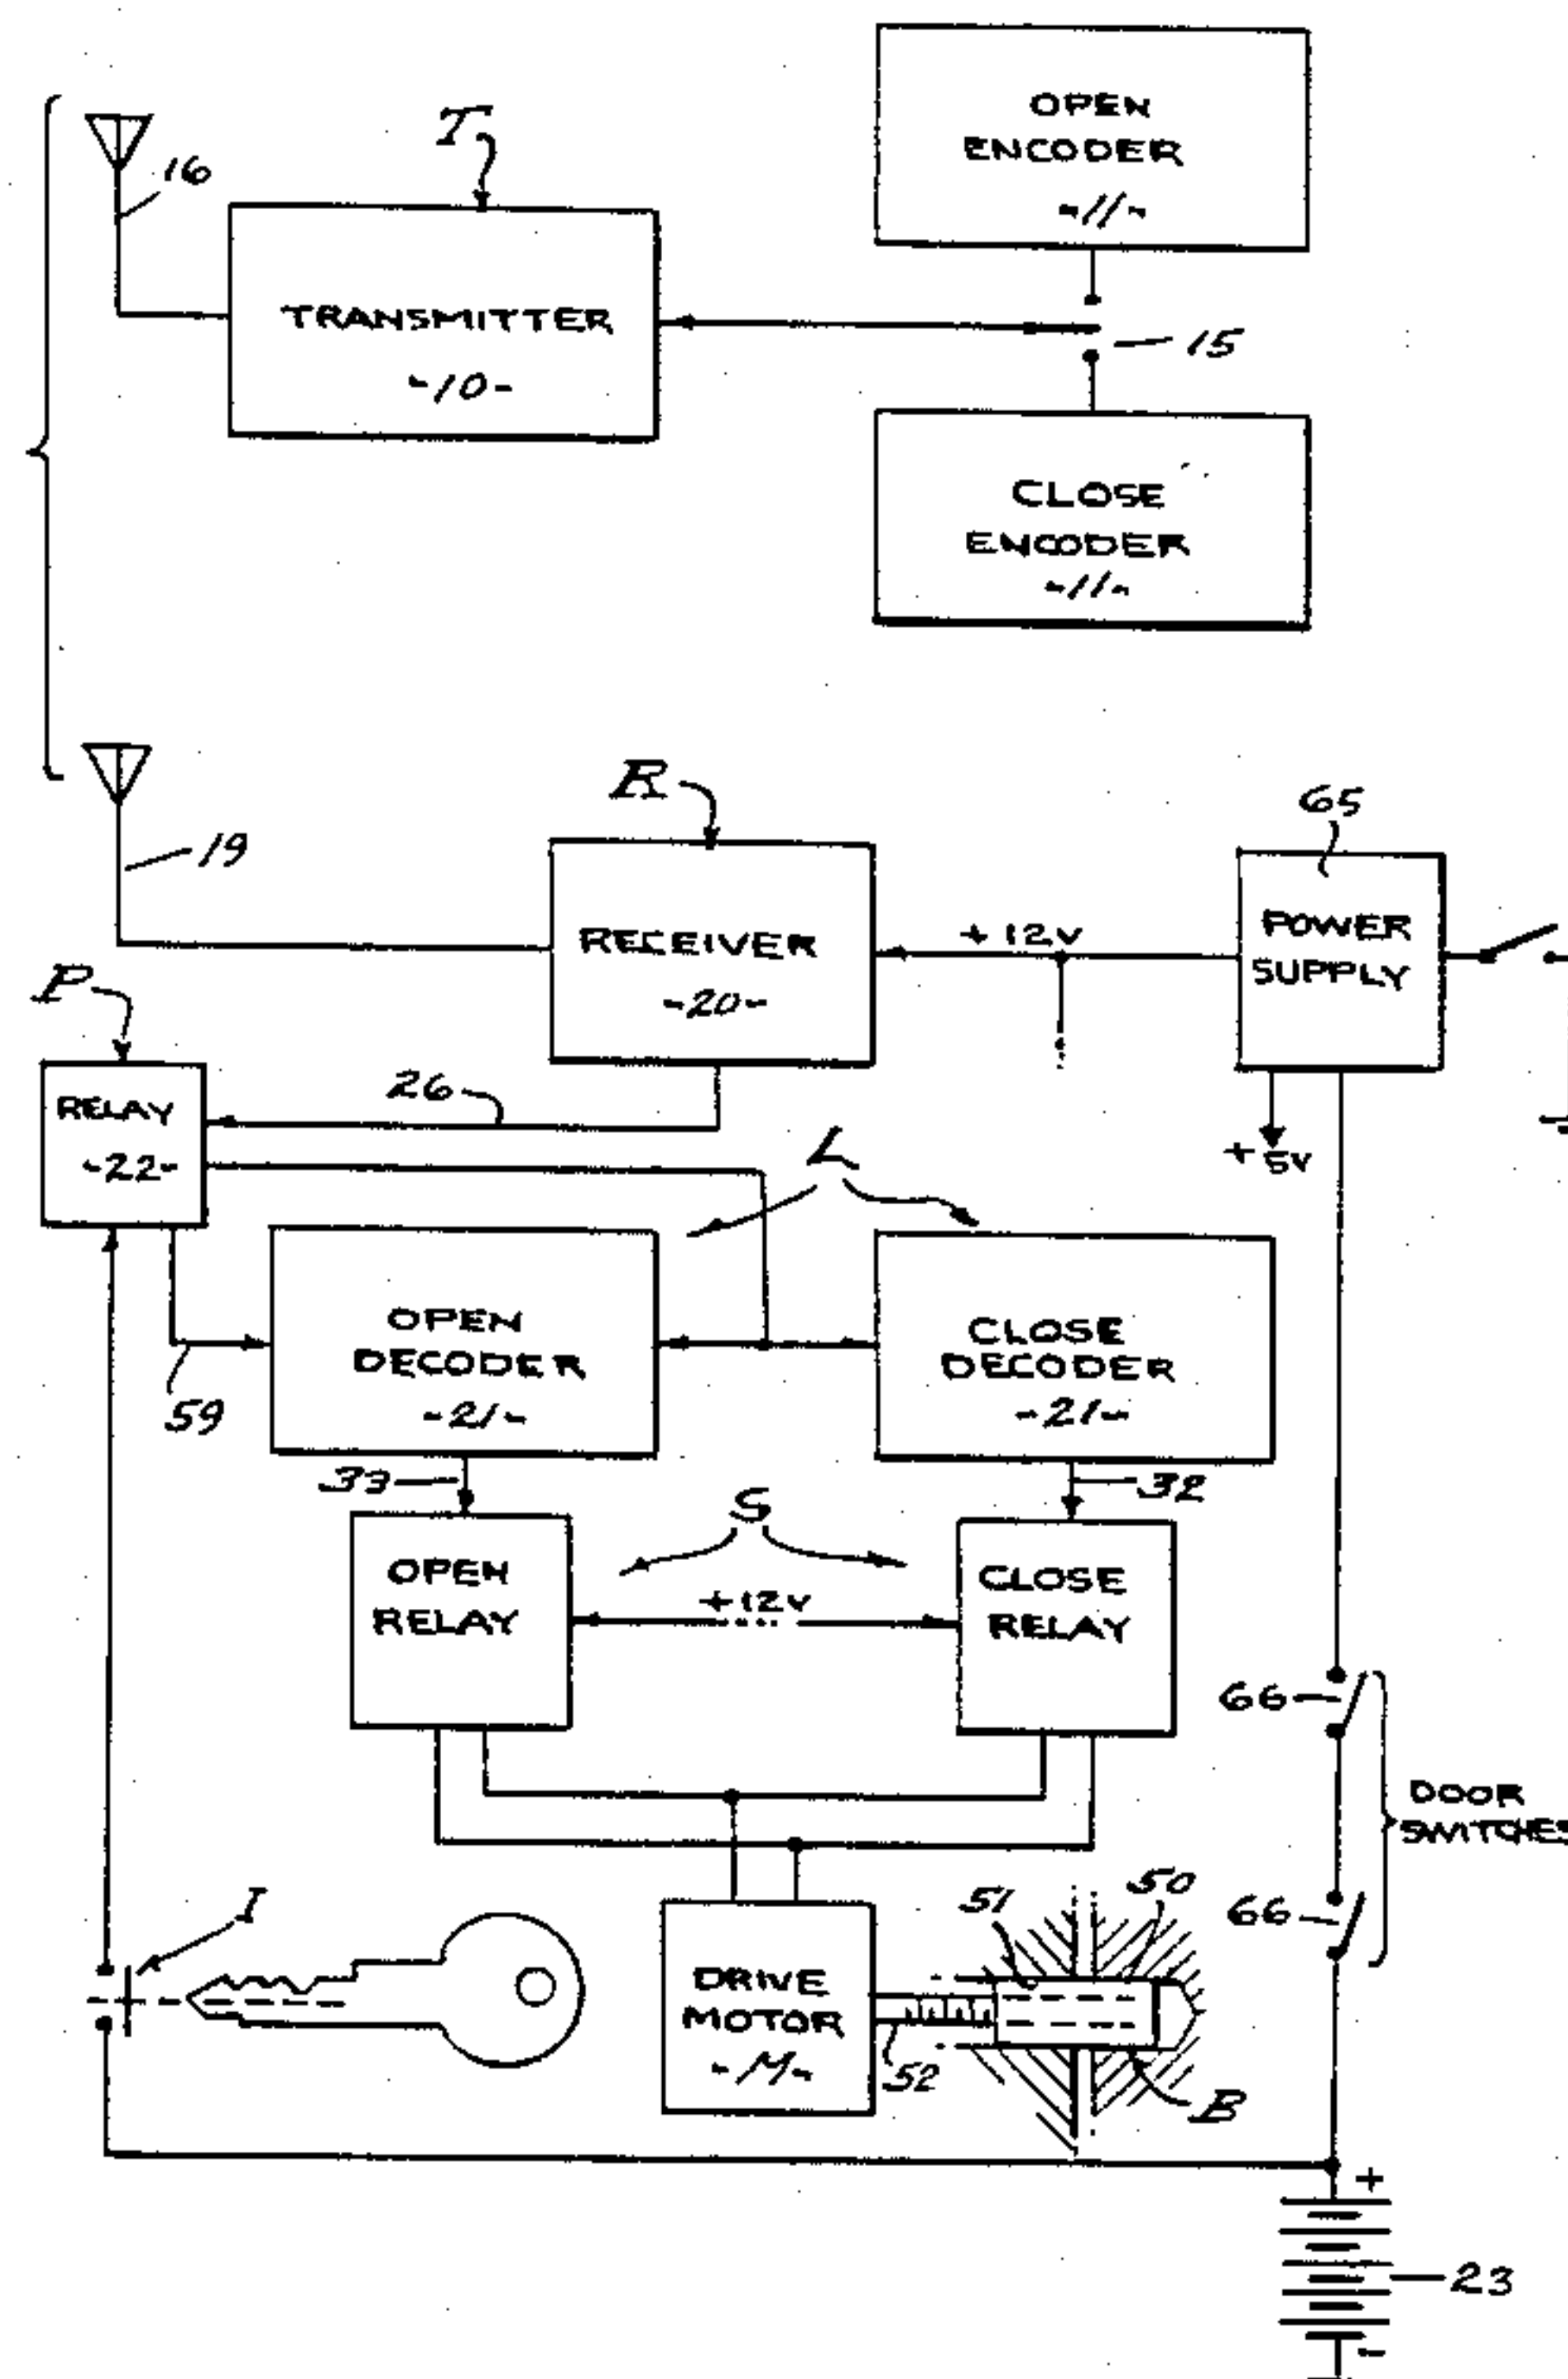 OPEN
ENCODER
-11-
T
16
TRANSMITTER
-10-
15
CLOSE
ENCODER
-11-
R
65
19
RECEIVER
-20-
+12V
POWER
SUPPLY
P
RELAY
-22-
26
L
+5V
OPEN
DECODER
-21-
CLOSE
DECODER
-21-
59
33
32
S
OPEN
RELAY
+12V
CLOSE
RELAY
66
DOOR
SWITCHES
66
I
51
50
DRIVE
MOTOR
-M-
52
B
+
23
-